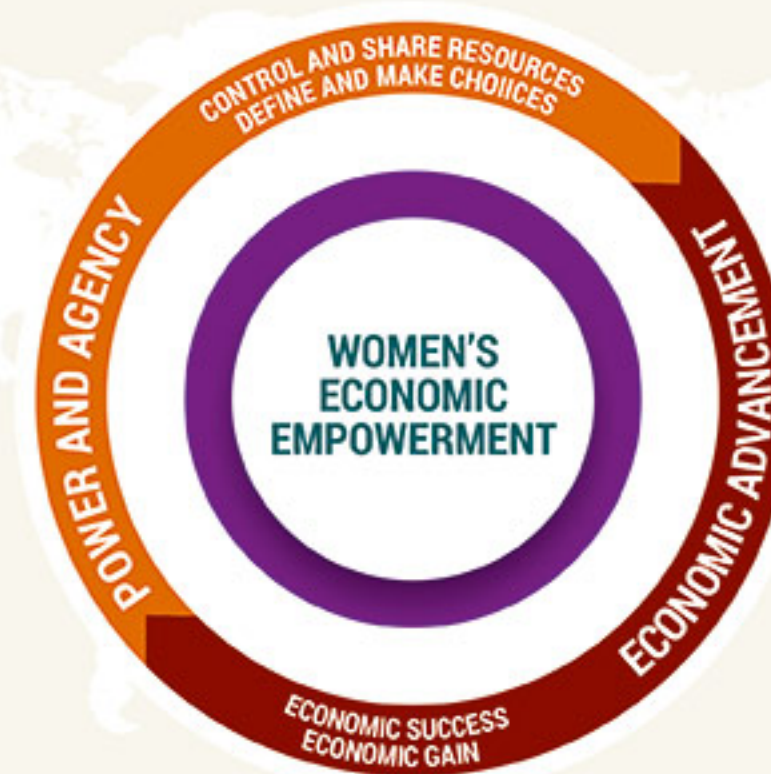 CONTROL AND SHARE RESOURCES
DEFINE AND MAKE CHOIICES
POWER AND AGENCY
WOMEN'S
ECONOMIC
EMPOWERMENT
ECONOMIC ADVANCEMENT
ECONOMIC SUCCESS
ECONOMIC GAIN